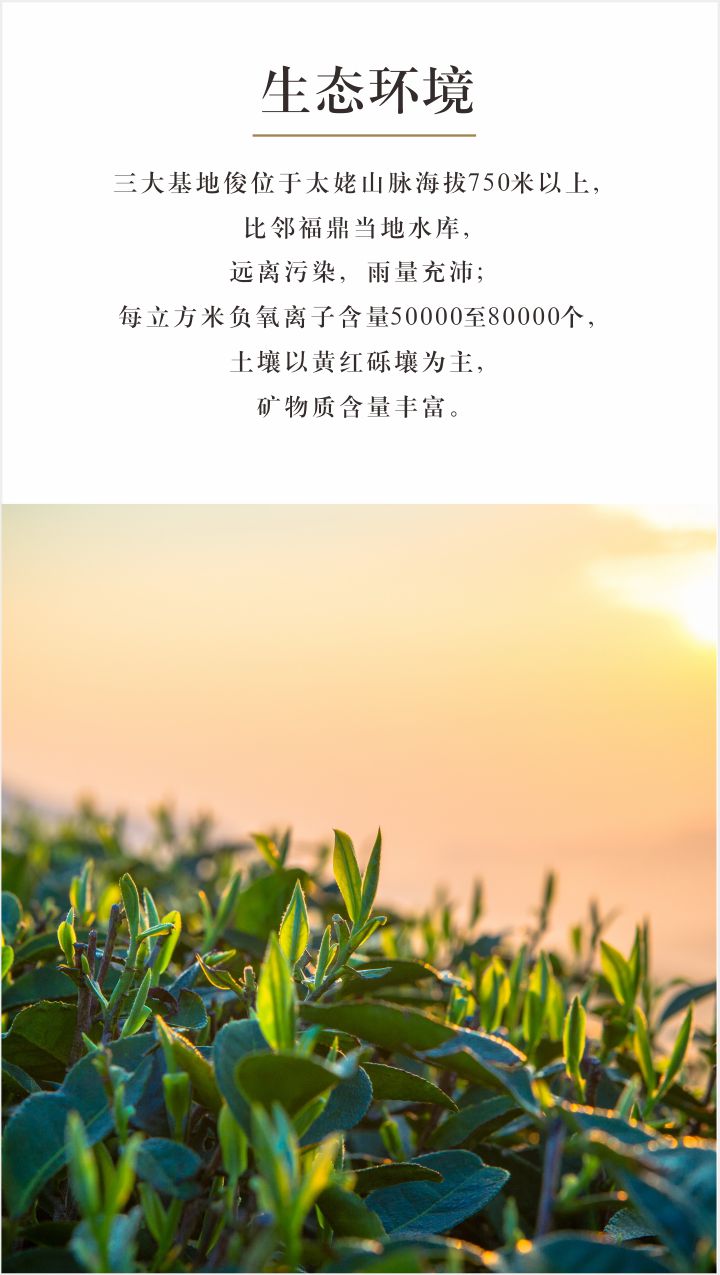 生态环境
三大基地俊位于太姥山脉海拔750米以上,
比邻福鼎当地水库,
远离污染，雨量充沛;
每立方米负氧离子含量50000至80000个,
土壤以黄红砾壤为主,
矿物质含量丰富。